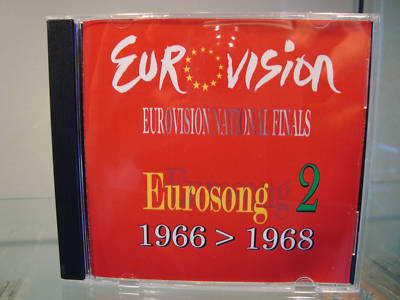 EUROVISION
EUROVISION NATIONAL FINALS
Eurosong 2
1966 > 1968